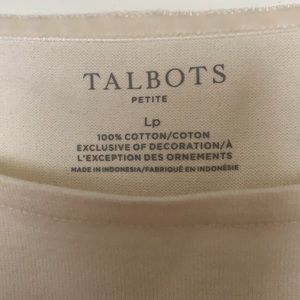 TALBOTS
PETITE
Lp
100% COTTON/COTON
EXCLUSIVE OF DECORATION/À
L'EXCEPTION DES ORNEMENTS
MADE IN INDONESIA/FABRIQUÉ EN INDONÉSIE